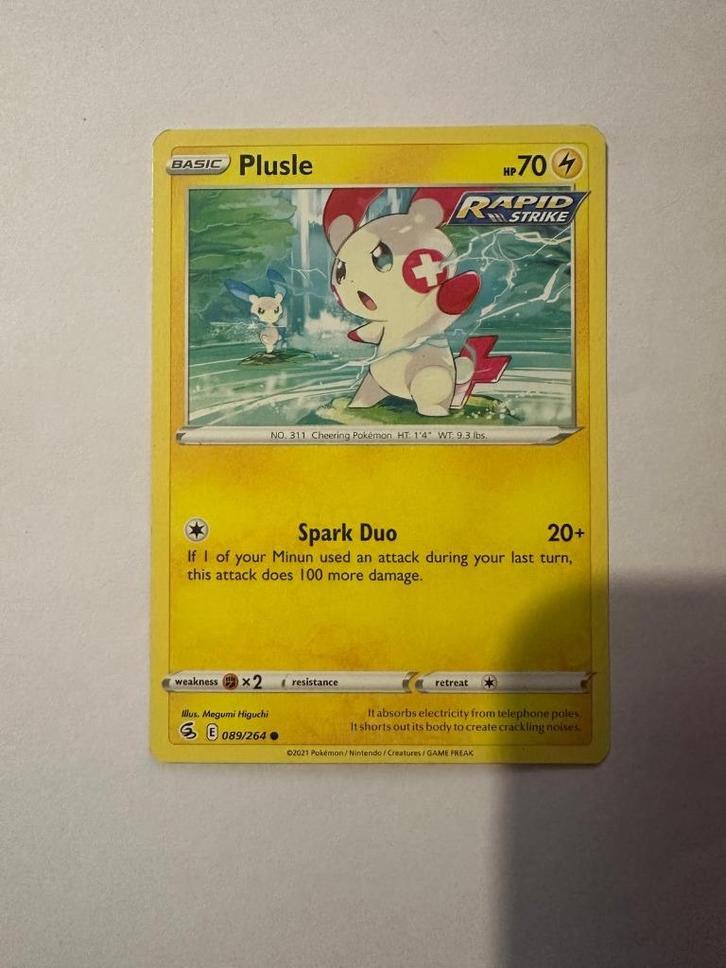 BASIC Plusle HP 70
RAPID
STRIKE
NO. 311 Cheering Pokémon HT: 1'4" WT: 9.3 lbs.
Spark Duo 20+
If 1 of your Minun used an attack during your last turn,
this attack does 100 more damage.
weakness ×2 resistance retreat
Illus. Megumi Higuchi
It absorbs electricity from telephone poles.
It shorts out its body to create crackling noises.
E 089/264 ●
©2021 Pokémon / Nintendo / Creatures / GAME FREAK